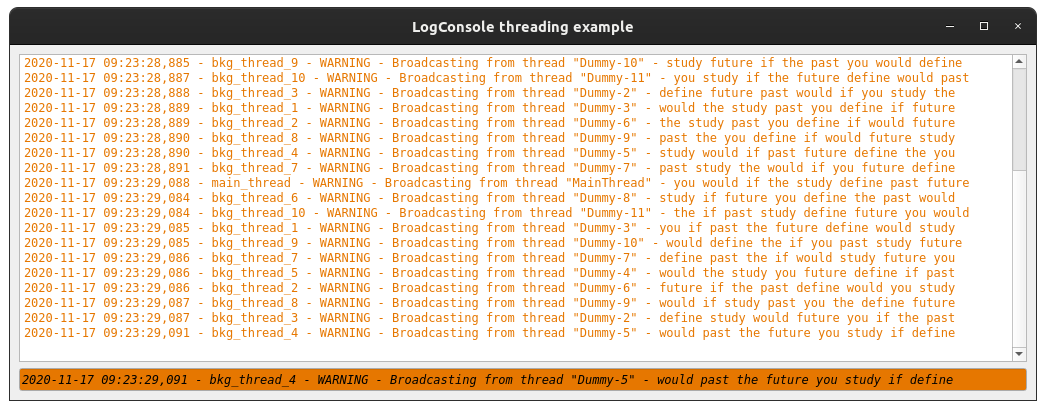 LogConsole threading example
2020-11-17 09:23:28,885 - bkg_thread_9 - WARNING - Broadcasting from thread "Dummy-10" - study future if the past you would define
2020-11-17 09:23:28,887 - bkg_thread_10 - WARNING - Broadcasting from thread "Dummy-11" - you study if the future define would past
2020-11-17 09:23:28,888 - bkg_thread_3 - WARNING - Broadcasting from thread "Dummy-2" - define future past would if you study the
2020-11-17 09:23:28,889 - bkg_thread_1 - WARNING - Broadcasting from thread "Dummy-3" - would the study past you define if future
2020-11-17 09:23:28,889 - bkg_thread_2 - WARNING - Broadcasting from thread "Dummy-6" - the study past you define if would future
2020-11-17 09:23:28,890 - bkg_thread_8 - WARNING - Broadcasting from thread "Dummy-9" - past the you define if would future study
2020-11-17 09:23:28,890 - bkg_thread_4 - WARNING - Broadcasting from thread "Dummy-5" - study would if past future define the you
2020-11-17 09:23:28,891 - bkg_thread_7 - WARNING - Broadcasting from thread "Dummy-7" - past study the would if you future define
2020-11-17 09:23:29,088 - main_thread - WARNING - Broadcasting from thread "MainThread" - you would if the study define past future
2020-11-17 09:23:29,084 - bkg_thread_6 - WARNING - Broadcasting from thread "Dummy-8" - study if future you define the past would
2020-11-17 09:23:29,084 - bkg_thread_10 - WARNING - Broadcasting from thread "Dummy-11" - the if past study define future you would
2020-11-17 09:23:29,085 - bkg_thread_1 - WARNING - Broadcasting from thread "Dummy-3" - you if past the future define would study
2020-11-17 09:23:29,085 - bkg_thread_9 - WARNING - Broadcasting from thread "Dummy-10" - would define the if you past study future
2020-11-17 09:23:29,086 - bkg_thread_7 - WARNING - Broadcasting from thread "Dummy-7" - define past the if would study future you
2020-11-17 09:23:29,086 - bkg_thread_5 - WARNING - Broadcasting from thread "Dummy-4" - would the study you future define if past
2020-11-17 09:23:29,086 - bkg_thread_2 - WARNING - Broadcasting from thread "Dummy-6" - future if the past define would you study
2020-11-17 09:23:29,087 - bkg_thread_8 - WARNING - Broadcasting from thread "Dummy-9" - would if study past you the define future
2020-11-17 09:23:29,087 - bkg_thread_3 - WARNING - Broadcasting from thread "Dummy-2" - define study would future you if the past
2020-11-17 09:23:29,091 - bkg_thread_4 - WARNING - Broadcasting from thread "Dummy-5" - would past the future you study if define
2020-11-17 09:23:29,091 - bkg_thread_4 - WARNING - Broadcasting from thread "Dummy-5" - would past the future you study if define